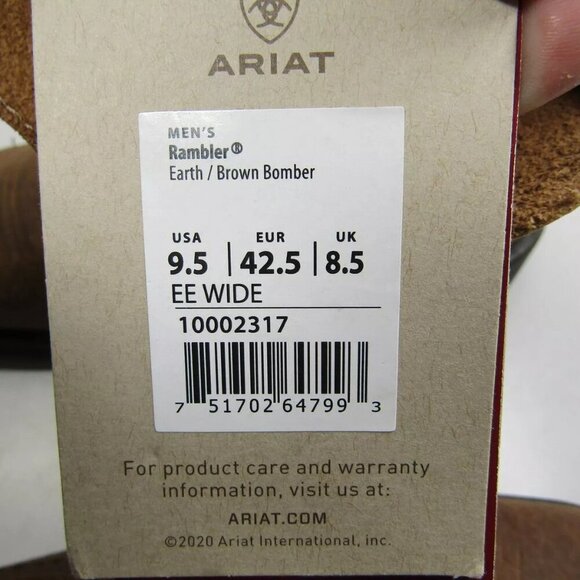 ARIAT
MEN'S
Rambler®
Earth / Brown Bomber
USA EUR UK
9.5 | 42.5 | 8.5
EE WIDE
10002317
7 51702 64799 3
For product care and warranty
information, visit us at:
ARIAT.COM
©2020 Ariat International, inc.